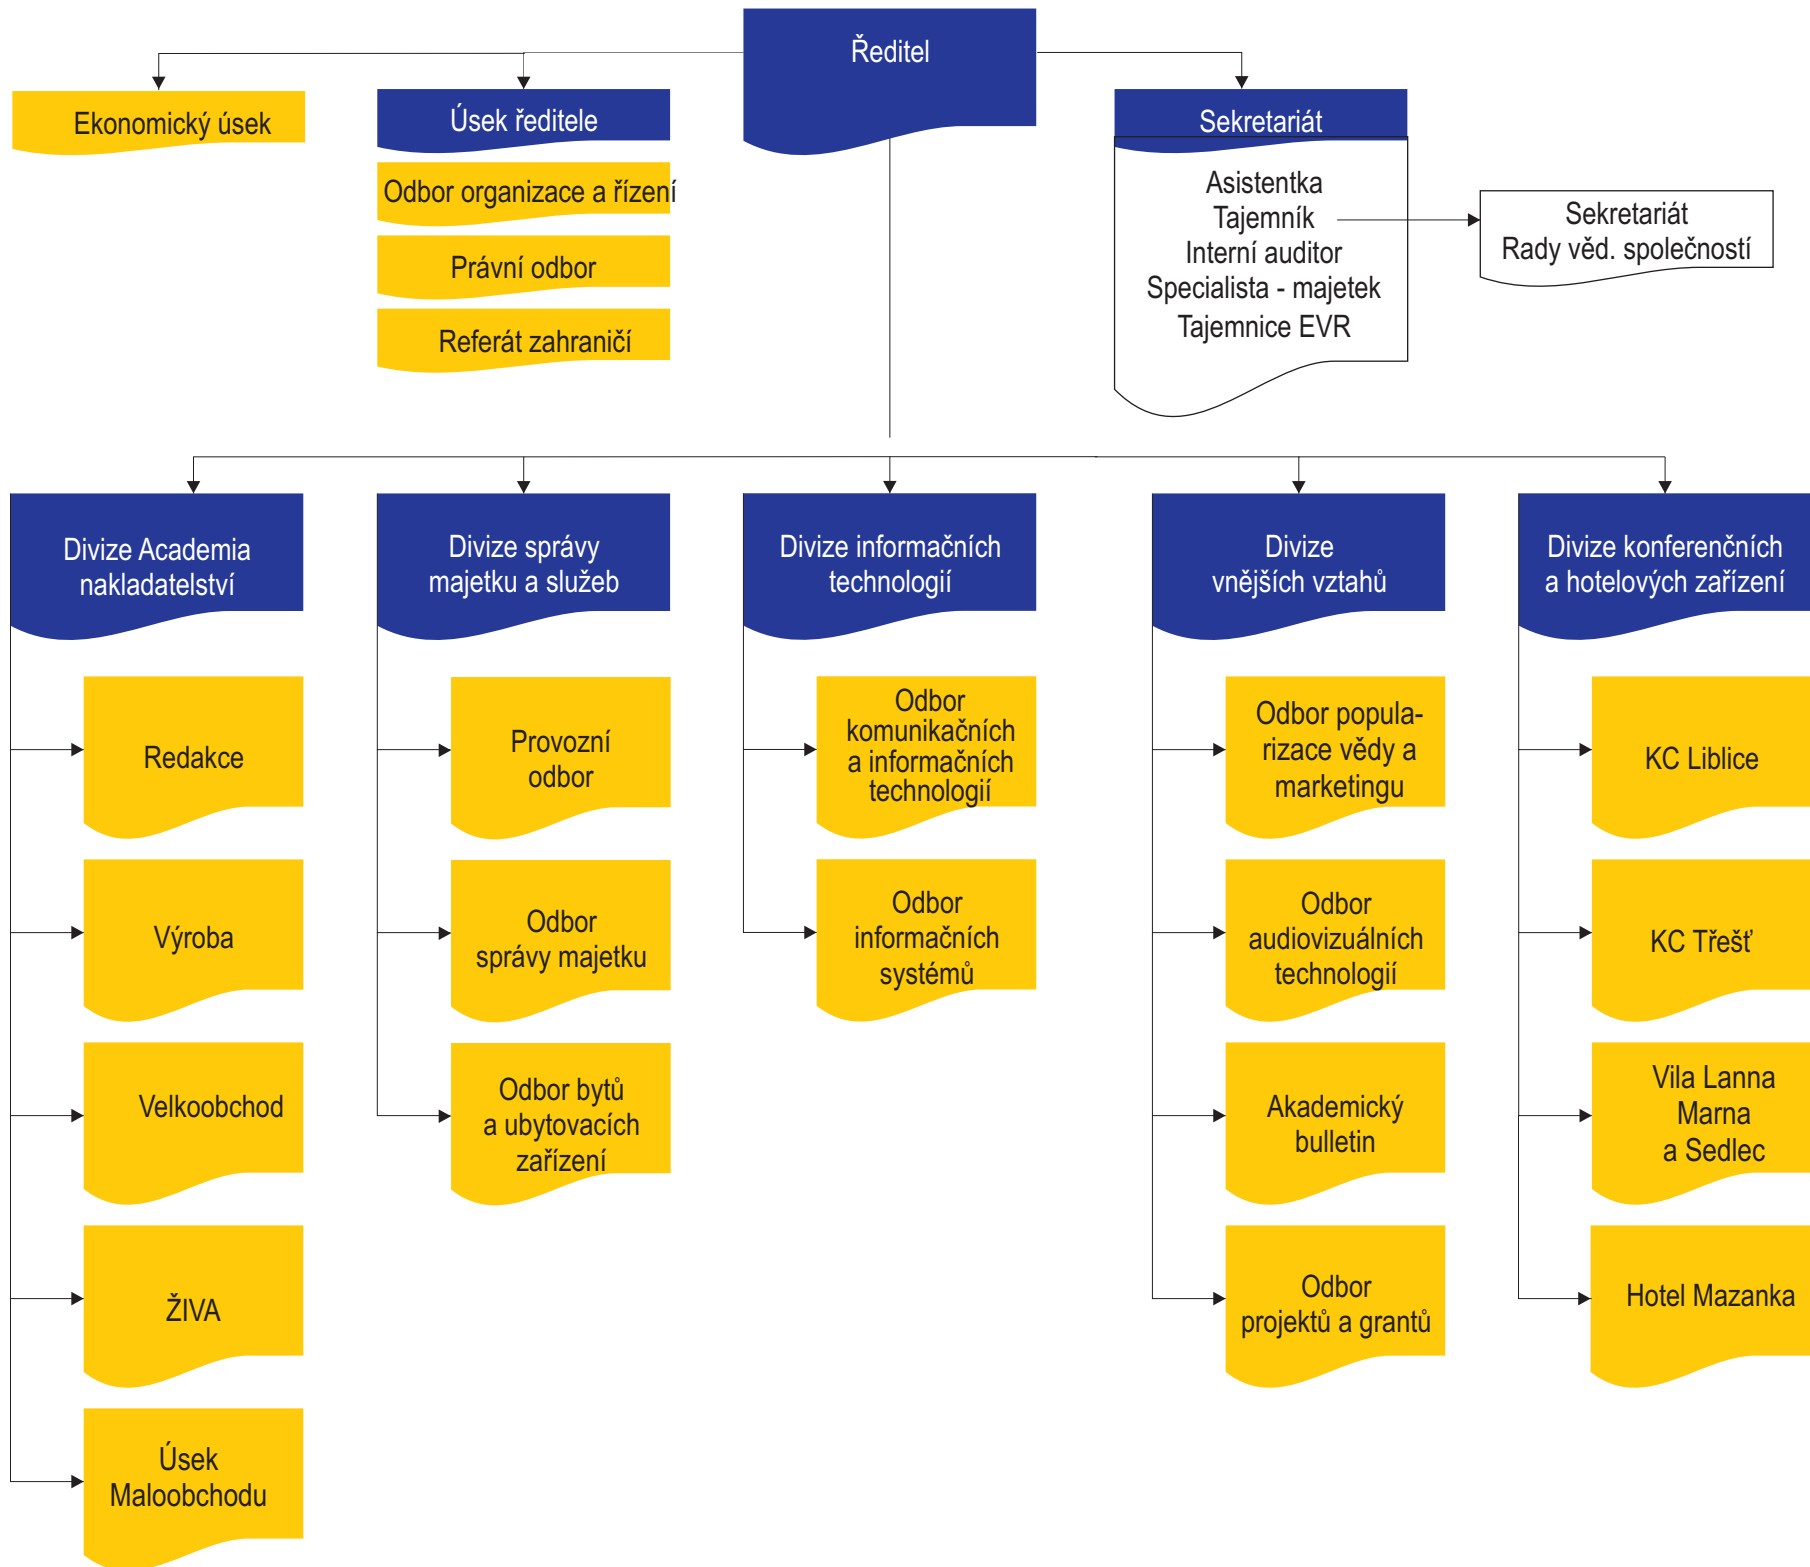 Ředitel
Ekonomický úsek
Úsek ředitele
Odbor organizace a řízení
Právní odbor
Referát zahraničí
Sekretariát
Asistentka
Tajemník
Interní auditor
Specialista - majetek
Tajemnice EVR
Sekretariát
Rady věd. společností
Divize Academia
nakladatelství
Redakce
Výroba
Velkoobchod
ŽIVA
Úsek
Maloobchodu
Divize správy
majetku a služeb
Provozní
odbor
Odbor
správy majetku
Odbor bytů
a ubytovacích
zařízení
Divize informačních
technologií
Odbor
komunikačních
a informačních
technologií
Odbor
informačních
systémů
Divize
vnějších vztahů
Odbor popula-
rizace vědy a
marketingu
Odbor
audiovizuálních
technologií
Akademický
bulletin
Odbor
projektů a grantů
Divize konferenčních
a hotelových zařízení
KC Liblice
KC Třešť
Vila Lanna
Marna
a Sedlec
Hotel Mazanka